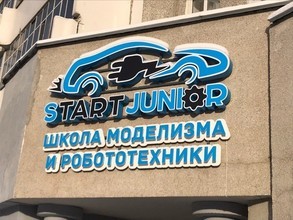 START JUNIOR
ШКОЛА МОДЕЛИЗМА
И РОБОТОТЕХНИКИ